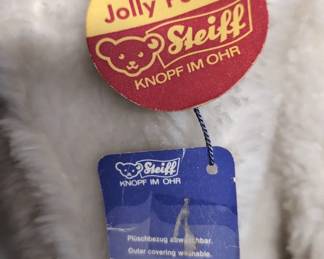 Jolly
Steiff
KNOPF IM OHR
Steiff
KNOPF IM OHR
Plüschbezug abwaschbar.
Outer covering washable.